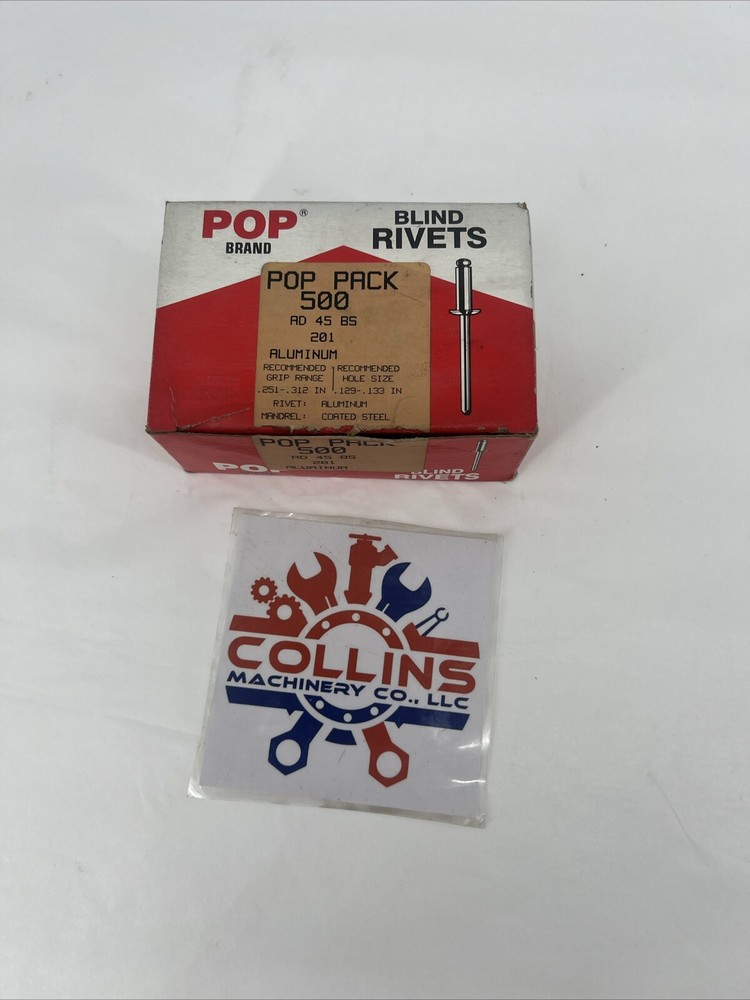 POP®
BRAND
BLIND
RIVETS
POP PACK
500
AD 45 BS
201
ALUMINUM
RECOMMENDED GRIP RANGE
RECOMMENDED HOLE SIZE
.251-.312 IN .129-.133 IN
RIVET: ALUMINUM
MANDREL: COATED STEEL
POP PACK
500
AD 45 BS
201
ALUMINUM
POP
BLIND
RIVETS
COLLINS
MACHINERY CO., LLC